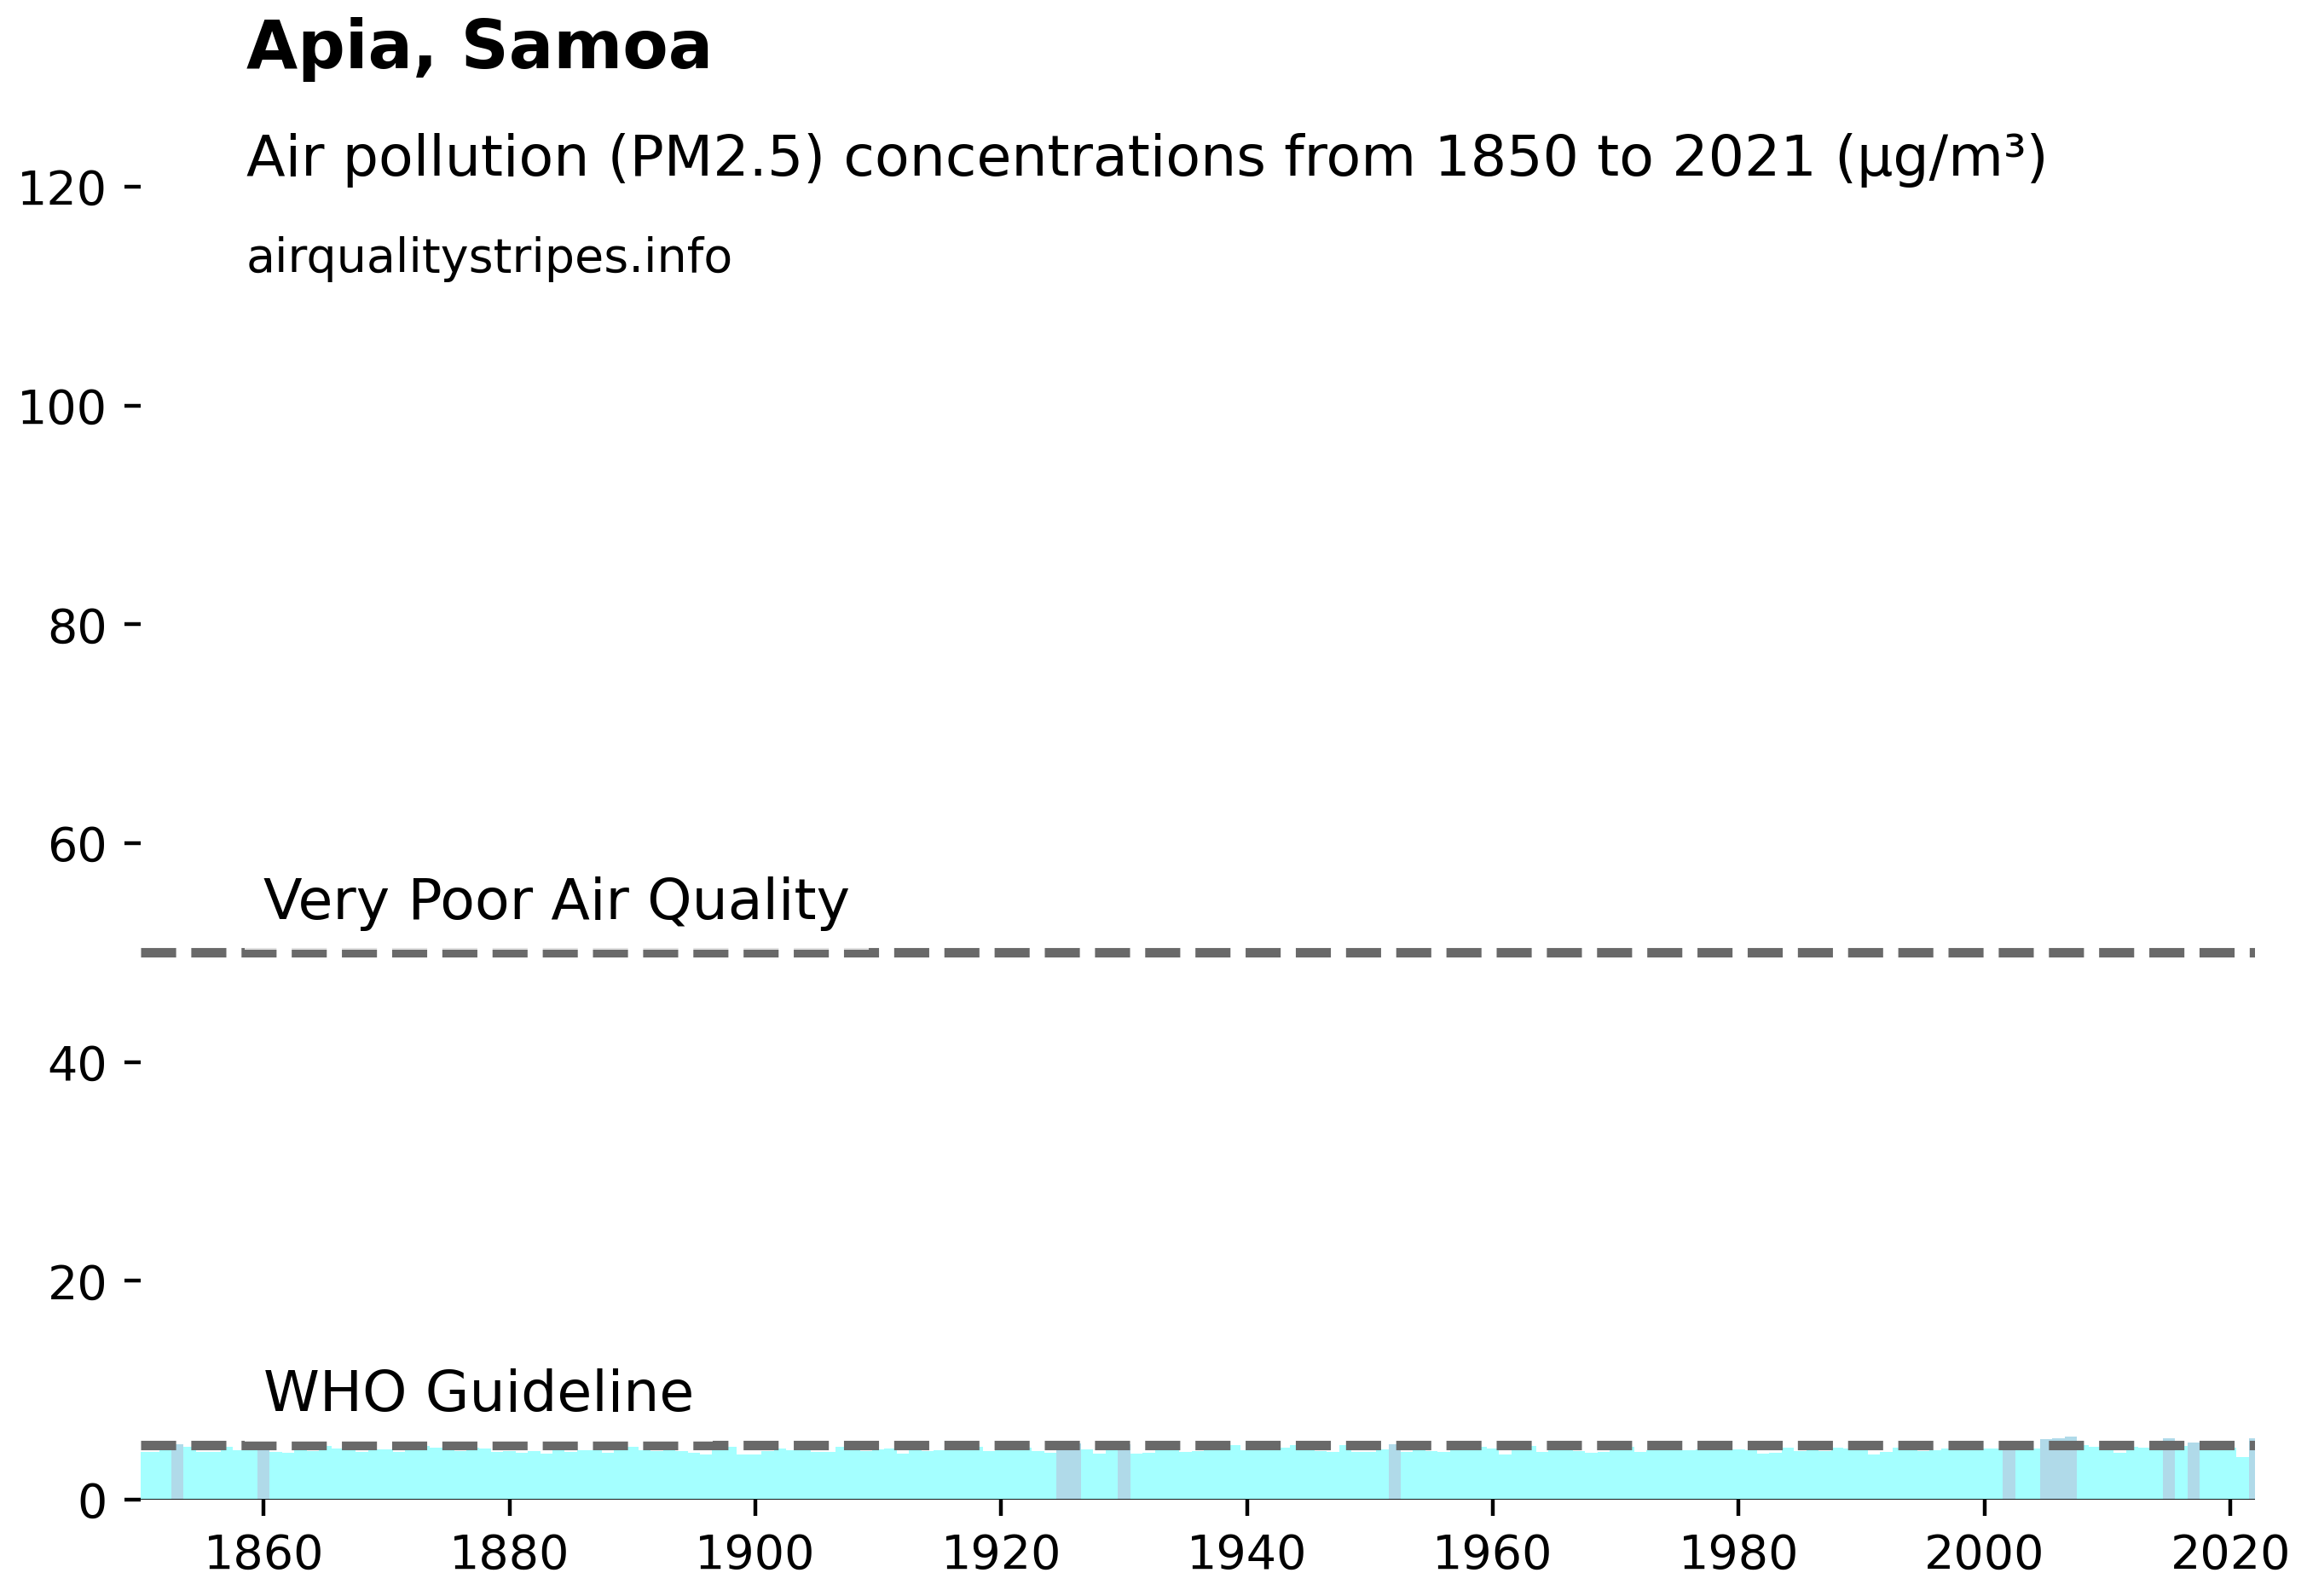 Apia, Samoa
Air pollution (PM2.5) concentrations from 1850 to 2021 (µg/m³)
airqualitystripes.info
120
100
80
60
Very Poor Air Quality
40
20
WHO Guideline
0
1860 1880 1900 1920 1940 1960 1980 2000 2020